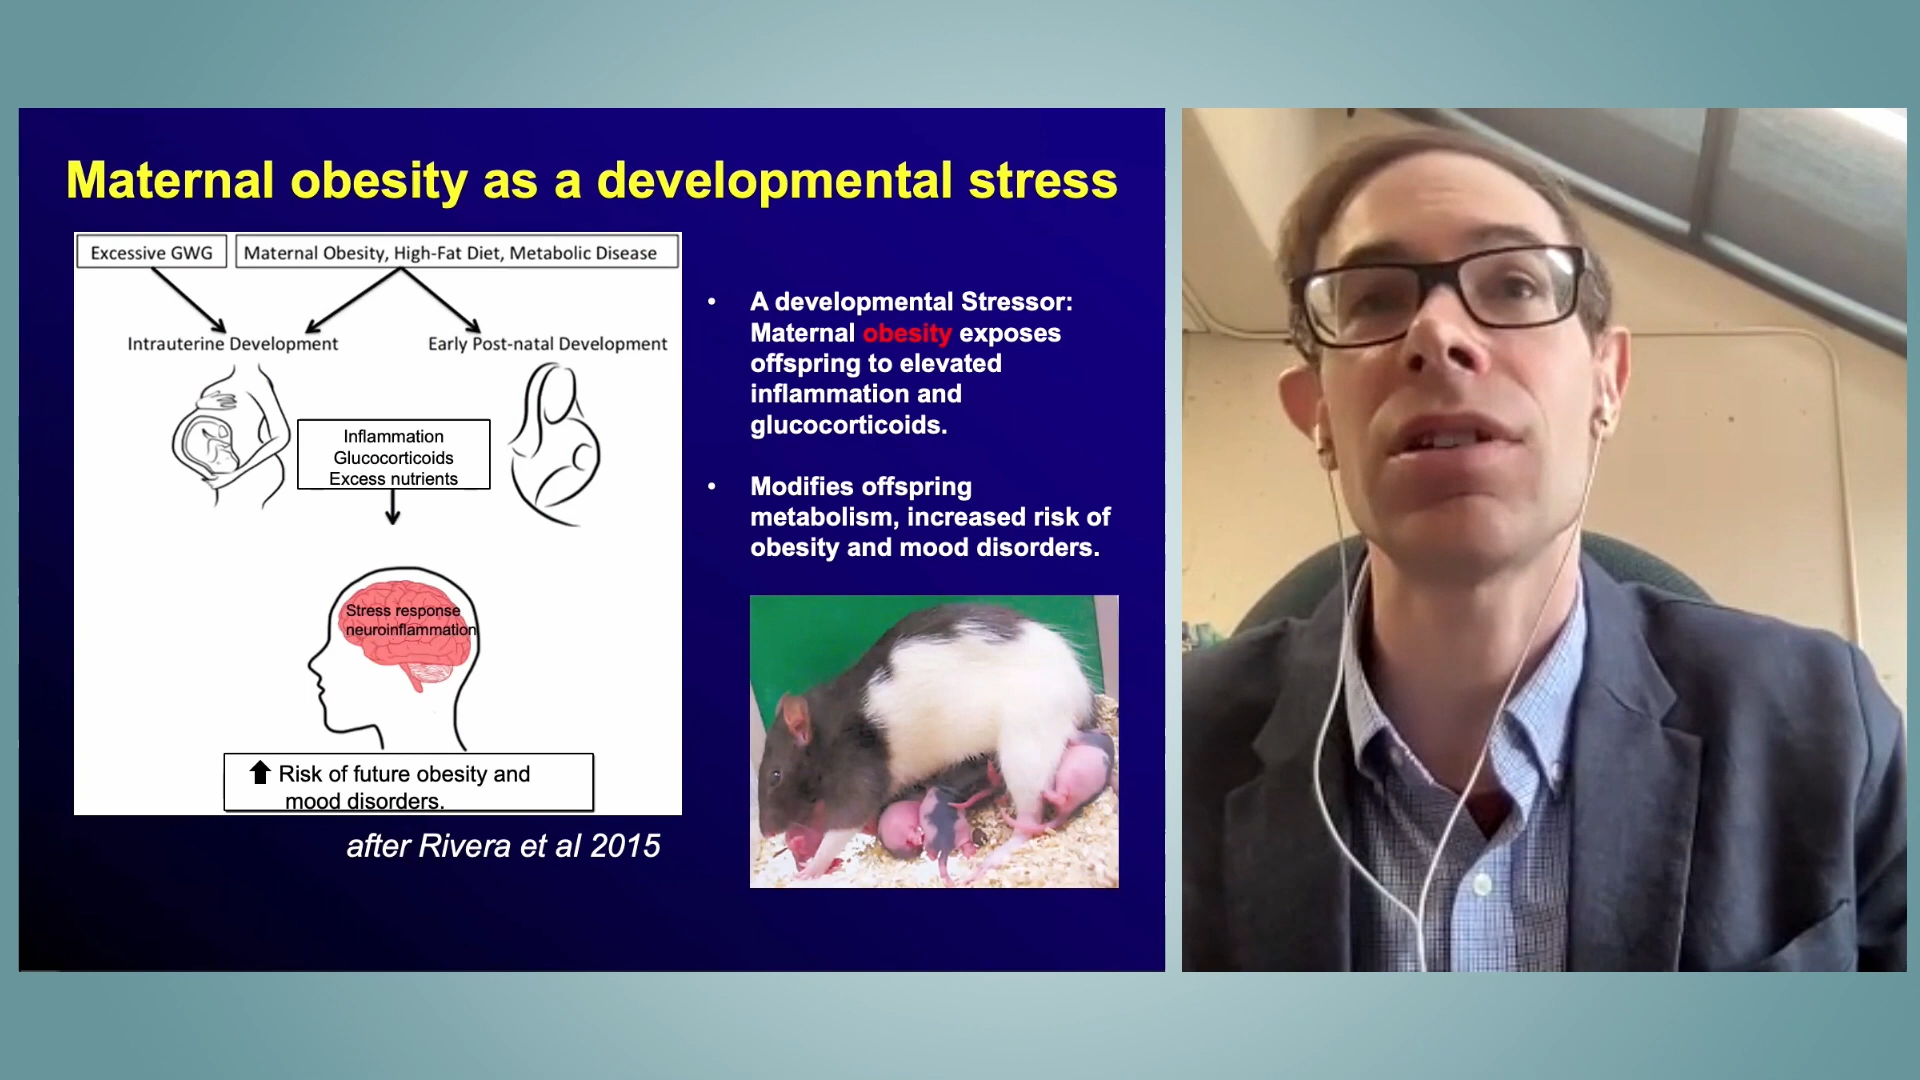 Maternal obesity as a developmental stress
Excessive GWG
Maternal Obesity, High-Fat Diet, Metabolic Disease
Intrauterine Development
Early Post-natal Development
Inflammation
Glucocorticoids
Excess nutrients
Stress response
neuroinflammation
Risk of future obesity and
mood disorders.
after Rivera et al 2015
• A developmental Stressor:
Maternal obesity exposes
offspring to elevated
inflammation and
glucocorticoids.
• Modifies offspring
metabolism, increased risk of
obesity and mood disorders.